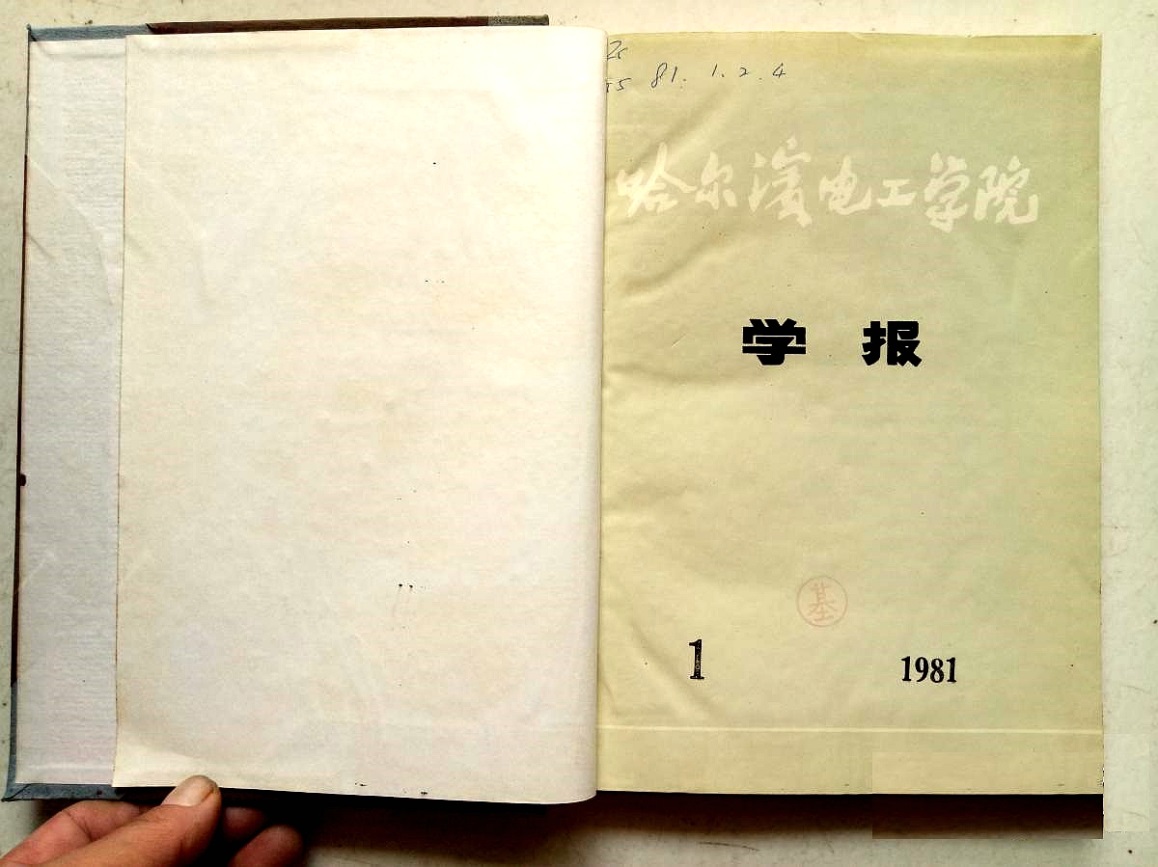 81. 1. 2. 4
哈尔滨电工学院
学 报
基
1 1981